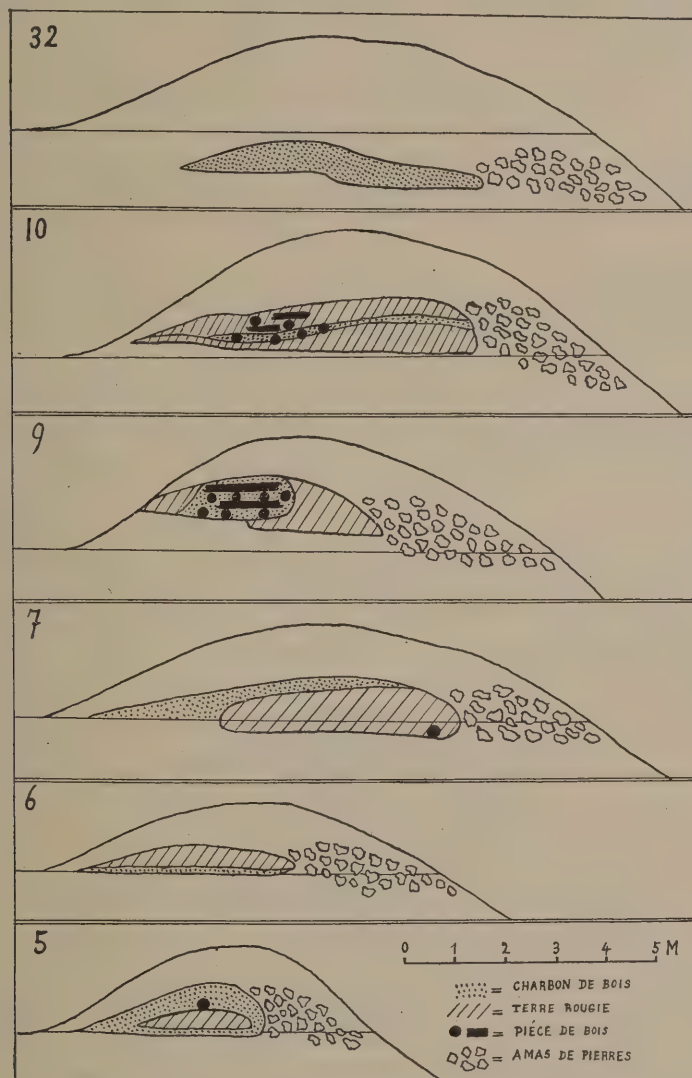 32
10
9
7
6
5
0 1 2 3 4 5 M
= CHARBON DE BOIS
= TERRE ROUGIE
= PIÉCE DE BOIS
= AMAS DE PIERRES